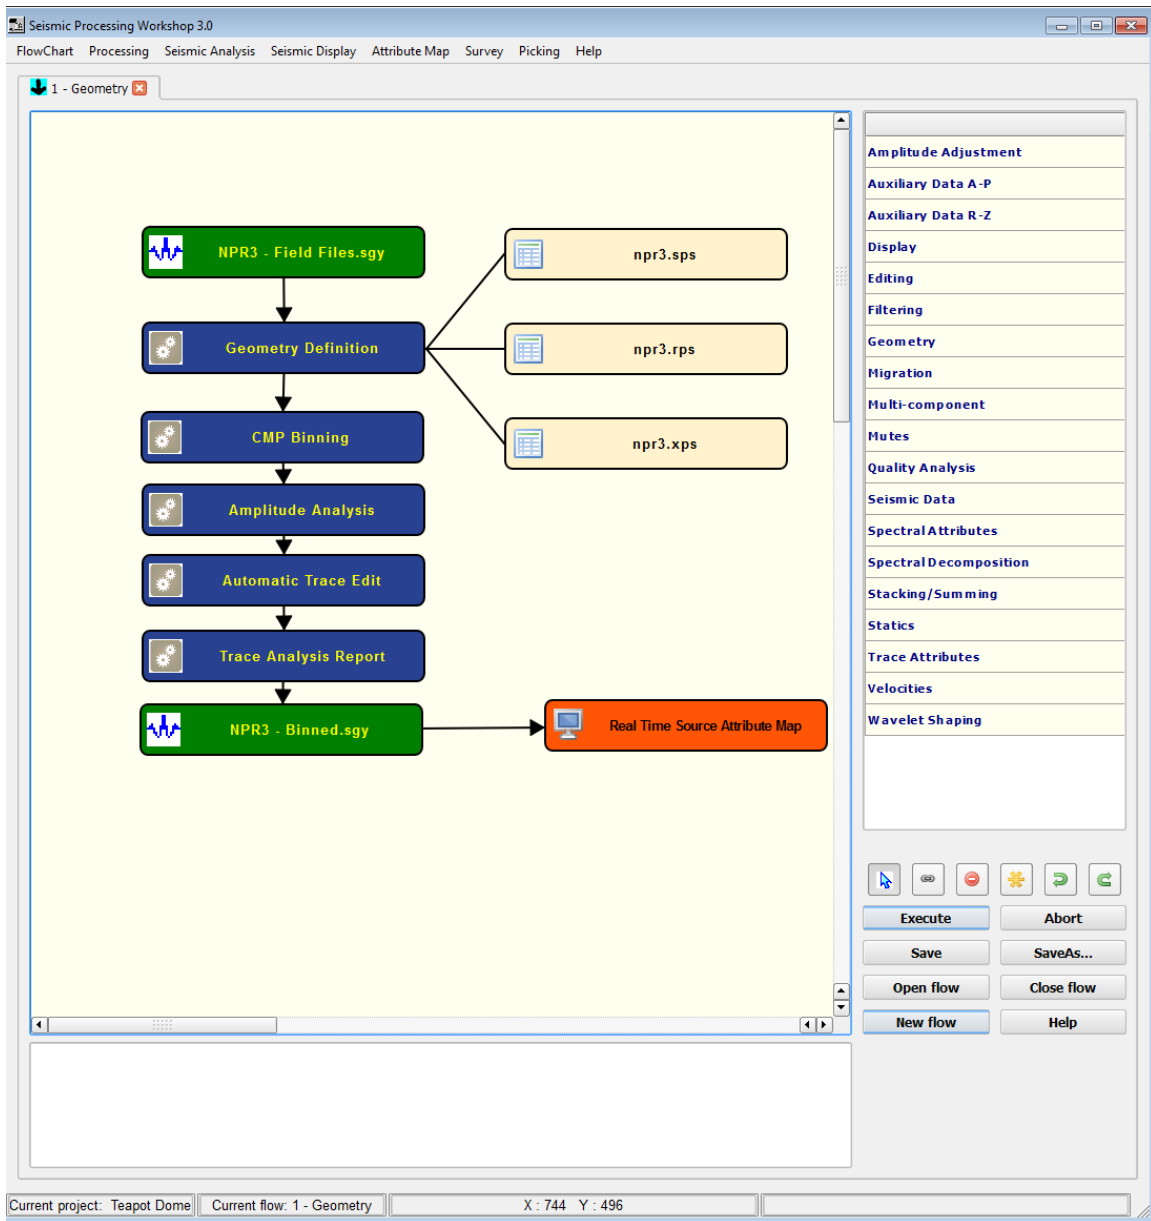 Seismic Processing Workshop 3.0
FlowChart Processing Seismic Analysis Seismic Display Attribute Map Survey Picking Help
1 - Geometry
NPR3 - Field Files.sgy
npr3.sps
Geometry Definition
npr3.rps
CMP Binning
npr3.xps
Amplitude Analysis
Automatic Trace Edit
Trace Analysis Report
NPR3 - Binned.sgy
Real Time Source Attribute Map
Amplitude Adjustment
Auxiliary Data A-P
Auxiliary Data R-Z
Display
Editing
Filtering
Geometry
Migration
Multi-component
Mutes
Quality Analysis
Seismic Data
Spectral Attributes
Spectral Decomposition
Stacking/Summing
Statics
Trace Attributes
Velocities
Wavelet Shaping
Execute Abort
Save SaveAs...
Open flow Close flow
New flow Help
Current project: Teapot Dome Current flow: 1 - Geometry X : 744 Y : 496